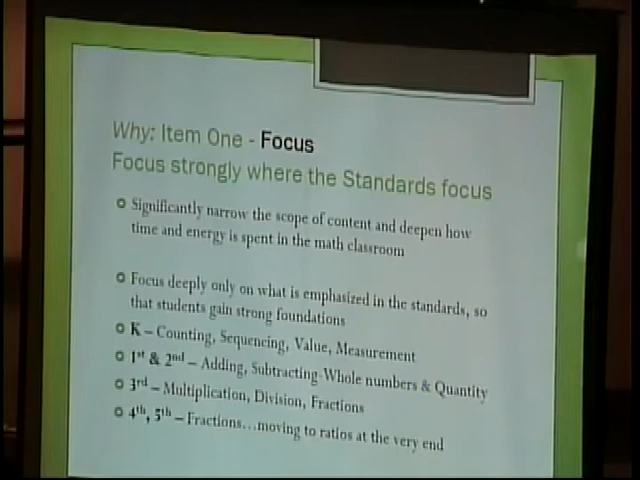 Why: Item One - Focus
Focus strongly where the Standards focus
Significantly narrow the scope of content and deepen how
time and energy is spent in the math classroom
Focus deeply only on what is emphasized in the standards, so
that students gain strong foundations
K – Counting, Sequencing, Value, Measurement
1st & 2nd – Adding, Subtracting-Whole numbers & Quantity
3rd – Multiplication, Division, Fractions
4th, 5th – Fractions…moving to ratios at the very end